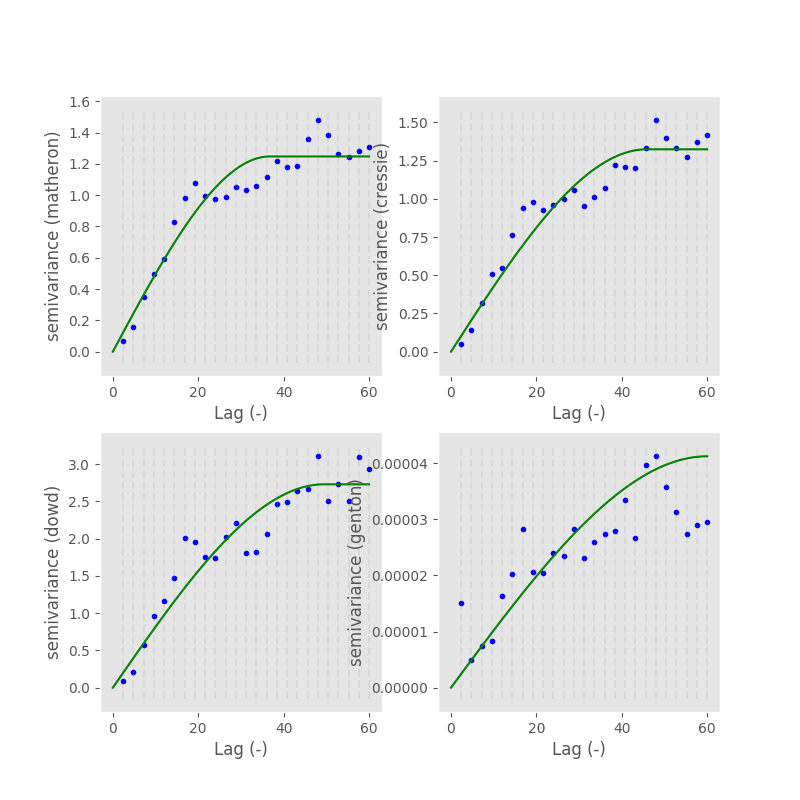 semivariance (matheron)
1.6
1.4
1.2
1.0
0.8
0.6
0.4
0.2
0.0
0 20 40 60
Lag (-)
semivariance (cressie)
1.50
1.25
1.00
0.75
0.50
0.25
0.00
0 20 40 60
Lag (-)
semivariance (dowd)
3.0
2.5
2.0
1.5
1.0
0.5
0.0
0 20 40 60
Lag (-)
semivariance (genton)
0.00004
0.00003
0.00002
0.00001
0.00000
0 20 40 60
Lag (-)